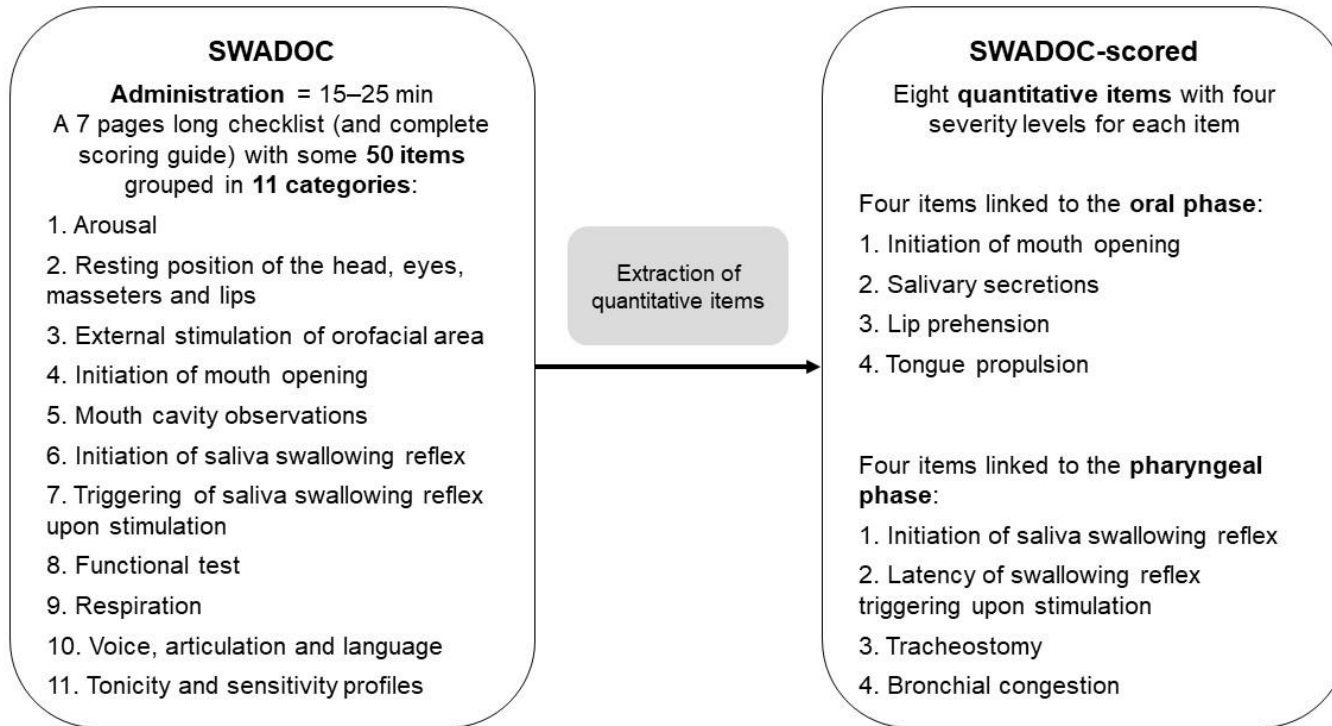 SWADOC
Administration = 15–25 min
A 7 pages long checklist (and complete
scoring guide) with some 50 items
grouped in 11 categories:
1. Arousal
2. Resting position of the head, eyes,
masseters and lips
3. External stimulation of orofacial area
4. Initiation of mouth opening
5. Mouth cavity observations
6. Initiation of saliva swallowing reflex
7. Triggering of saliva swallowing reflex
upon stimulation
8. Functional test
9. Respiration
10. Voice, articulation and language
11. Tonicity and sensitivity profiles
Extraction of
quantitative items
SWADOC-scored
Eight quantitative items with four
severity levels for each item
Four items linked to the oral phase:
1. Initiation of mouth opening
2. Salivary secretions
3. Lip prehension
4. Tongue propulsion
Four items linked to the pharyngeal
phase:
1. Initiation of saliva swallowing reflex
2. Latency of swallowing reflex
triggering upon stimulation
3. Tracheostomy
4. Bronchial congestion